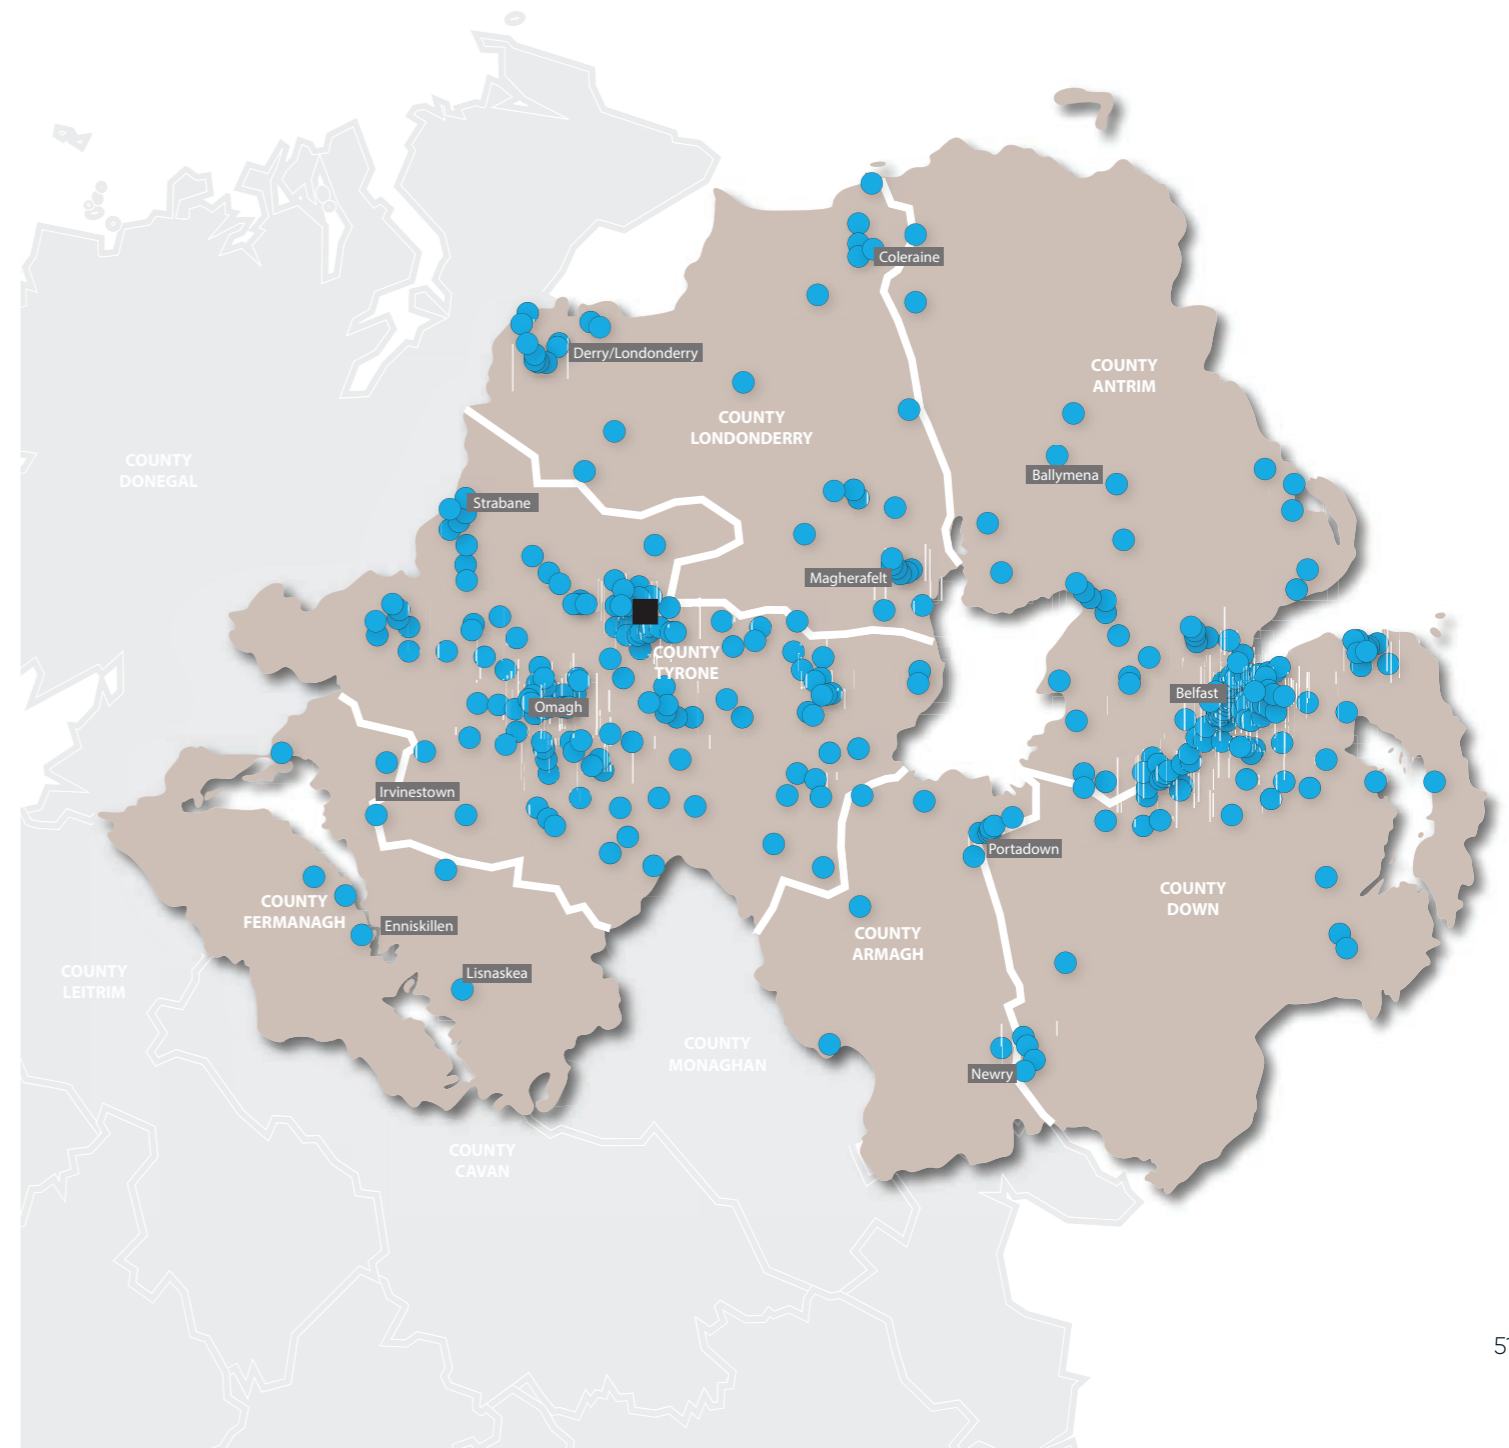 Coleraine
Derry/Londonderry
COUNTY
ANTRIM
COUNTY
LONDONDERRY
COUNTY
DONEGAL
Ballymena
Strabane
Magherafelt
COUNTY
TYRONE
Belfast
Omagh
Irvinestown
Portadown
COUNTY
DOWN
COUNTY
FERMANAGH
Enniskillen
COUNTY
ARMAGH
Lisnaskea
COUNTY
LEITRIM
COUNTY
MONAGHAN
Newry
COUNTY
CAVAN
51